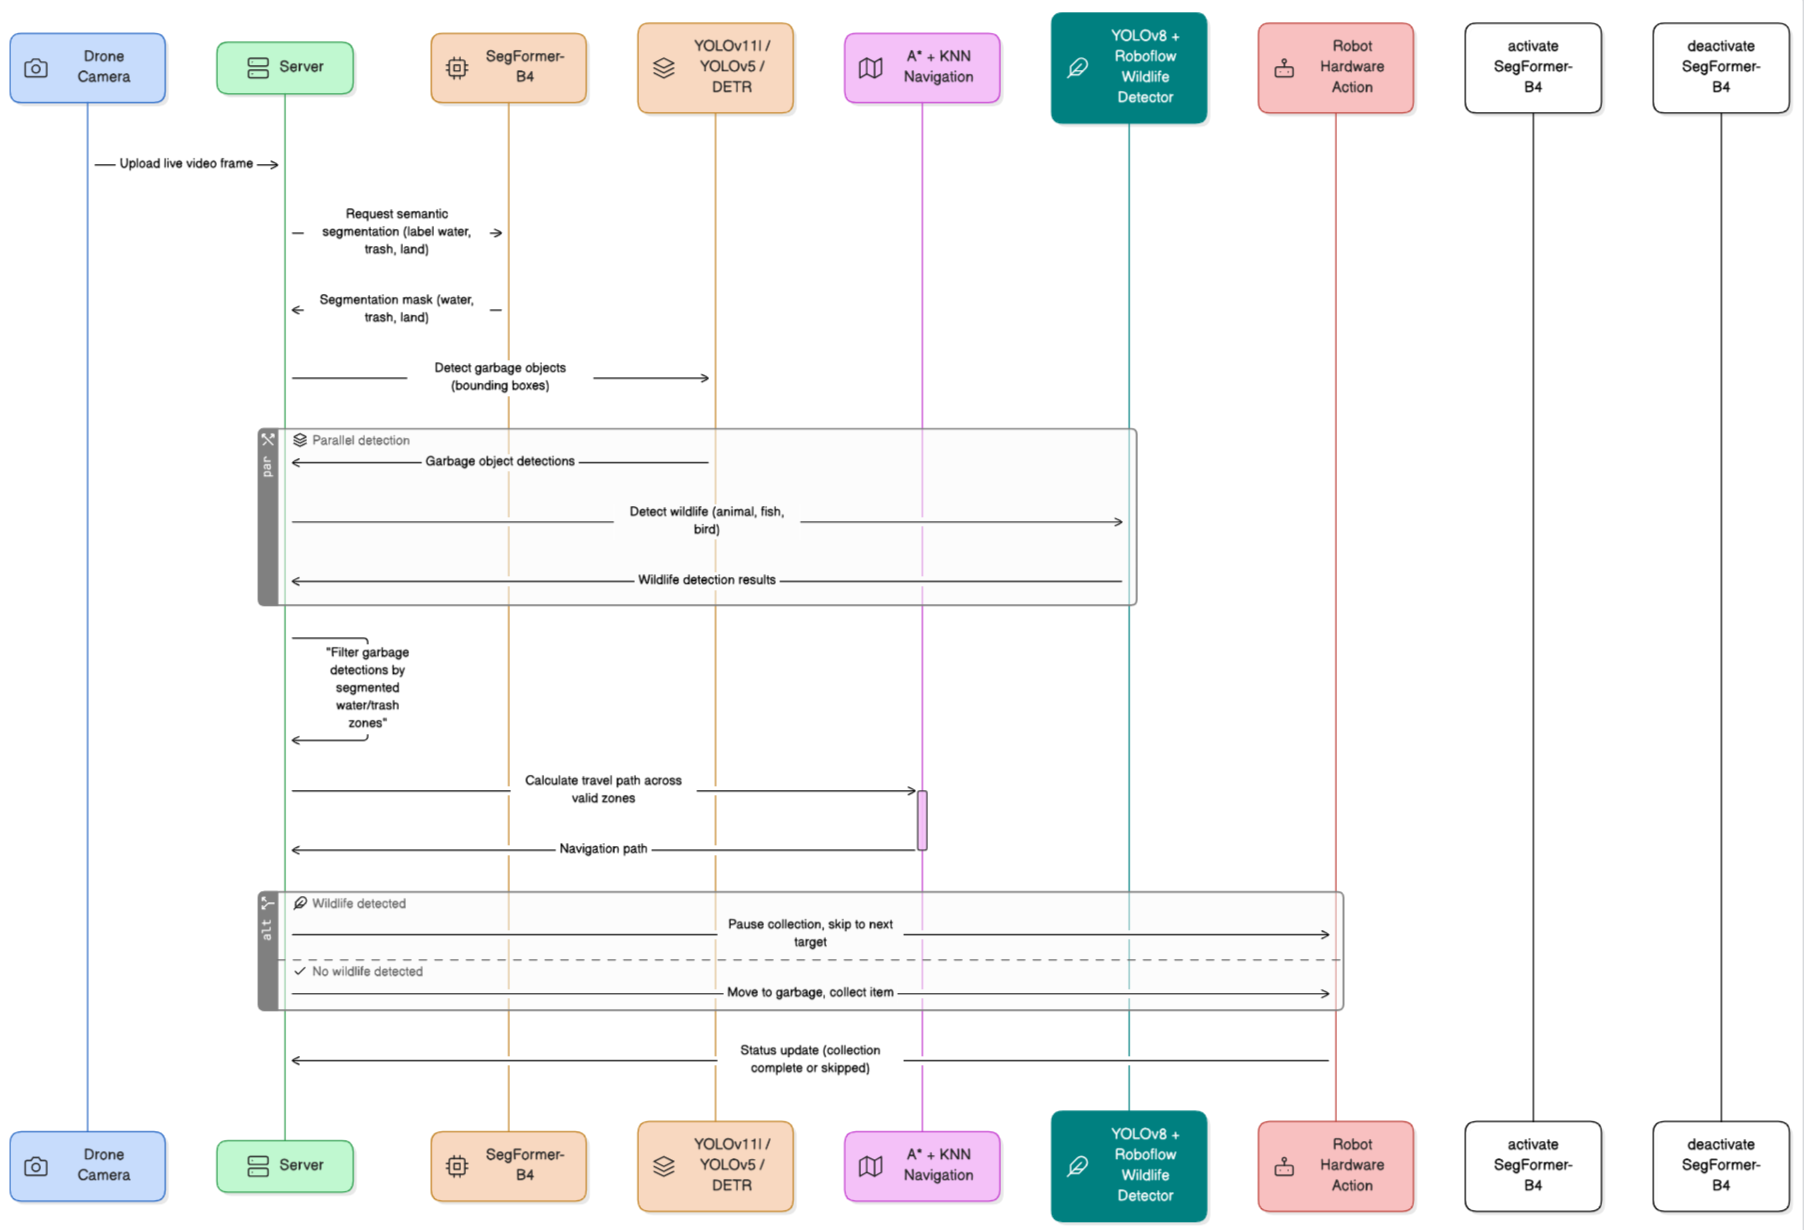 Drone
Camera
Server
SegFormer-
B4
YOLOv11l /
YOLOv5 /
DETR
A* + KNN
Navigation
YOLOv8 +
Roboflow
Wildlife
Detector
Robot
Hardware
Action
activate
SegFormer-
B4
deactivate
SegFormer-
B4
Upload live video frame
Request semantic
segmentation (label water,
trash, land)
Segmentation mask (water,
trash, land)
Detect garbage objects
(bounding boxes)
par
Parallel detection
Garbage object detections
Detect wildlife (animal, fish,
bird)
Wildlife detection results
"Filter garbage
detections by
segmented
water/trash
zones"
Calculate travel path across
valid zones
Navigation path
alt
Wildlife detected
Pause collection, skip to next
target
No wildlife detected
Move to garbage, collect item
Status update (collection
complete or skipped)
Drone
Camera
Server
SegFormer-
B4
YOLOv11l /
YOLOv5 /
DETR
A* + KNN
Navigation
YOLOv8 +
Roboflow
Wildlife
Detector
Robot
Hardware
Action
activate
SegFormer-
B4
deactivate
SegFormer-
B4